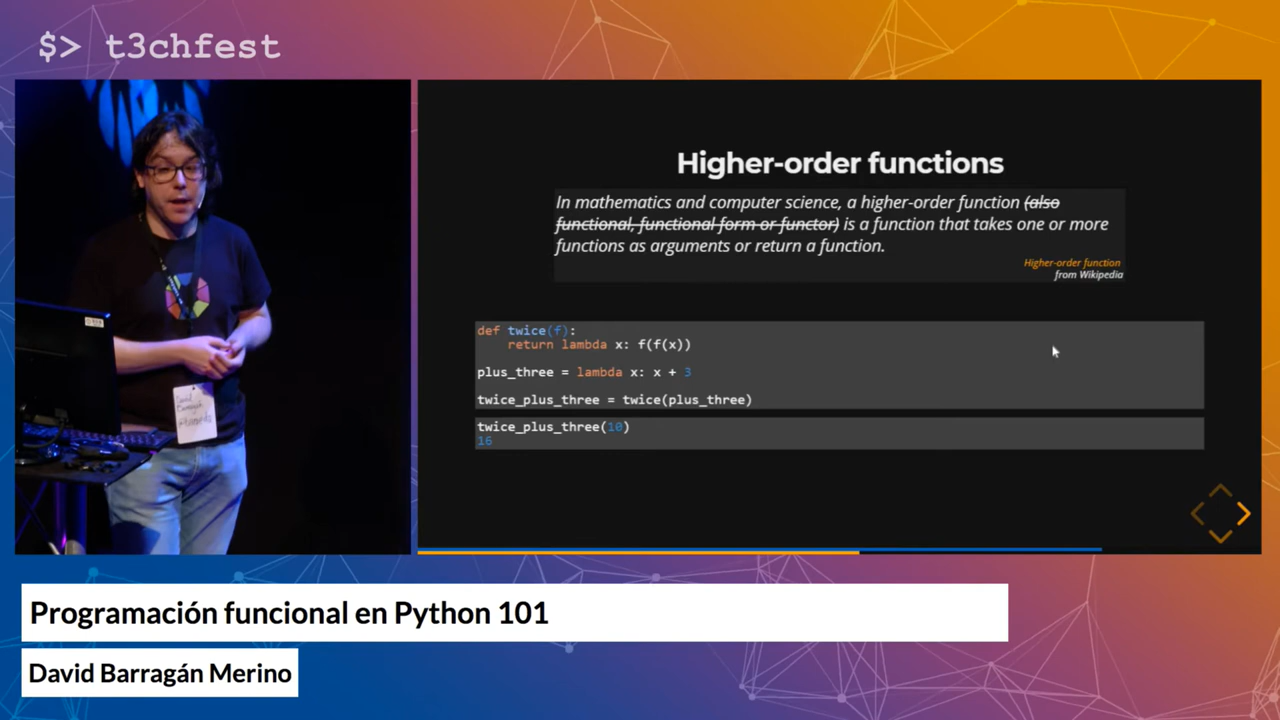 $> t3chfest
Higher-order functions
In mathematics and computer science, a higher-order function (also
functional, functional form or functor) is a function that takes one or more
functions as arguments or return a function.
Higher-order function
from Wikipedia
def twice(f):
    return lambda x: f(f(x))
plus_three = lambda x: x + 3
twice_plus_three = twice(plus_three)
twice_plus_three(10)
16
David
Programación funcional en Python 101
David Barragán Merino